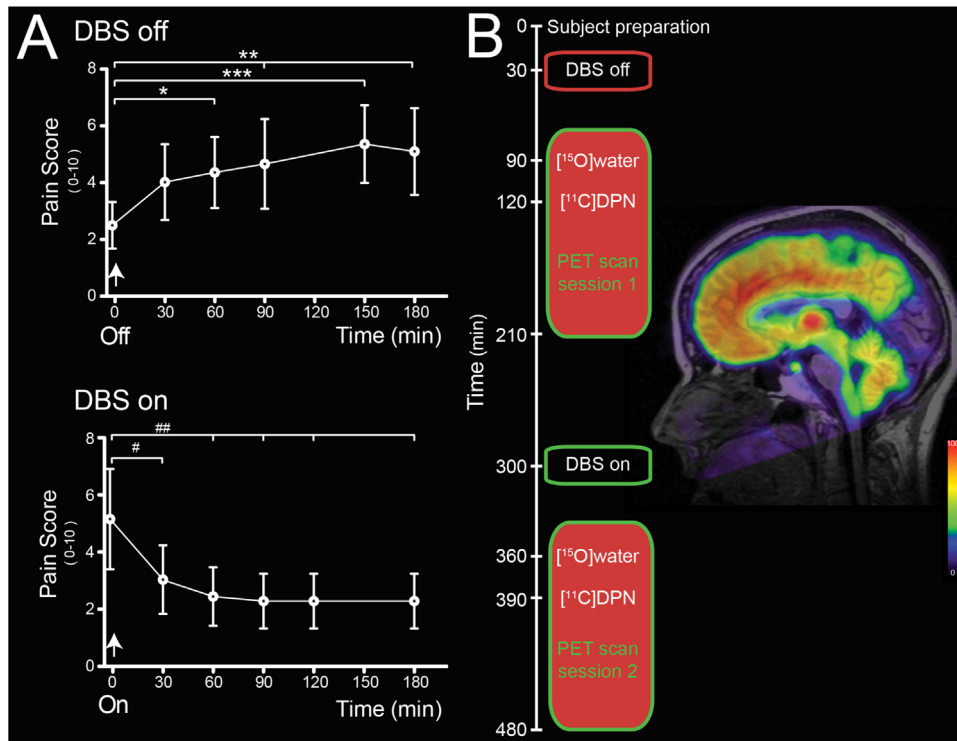 A
DBS off
**
***
*
8
6
4
2
0
Pain Score
(0-10)
0 30 60 90 120 150 180
Off
Time (min)
DBS on
##
#
8
6
4
2
0
Pain Score
(0-10)
0 30 60 90 120 150 180
On
Time (min)
B
0 Subject preparation
30 DBS off
90 [¹⁵O]water
120 [¹¹C]DPN
PET scan
session 1
210
Time (min)
300 DBS on
360 [¹⁵O]water
390 [¹¹C]DPN
PET scan
session 2
480
100
0